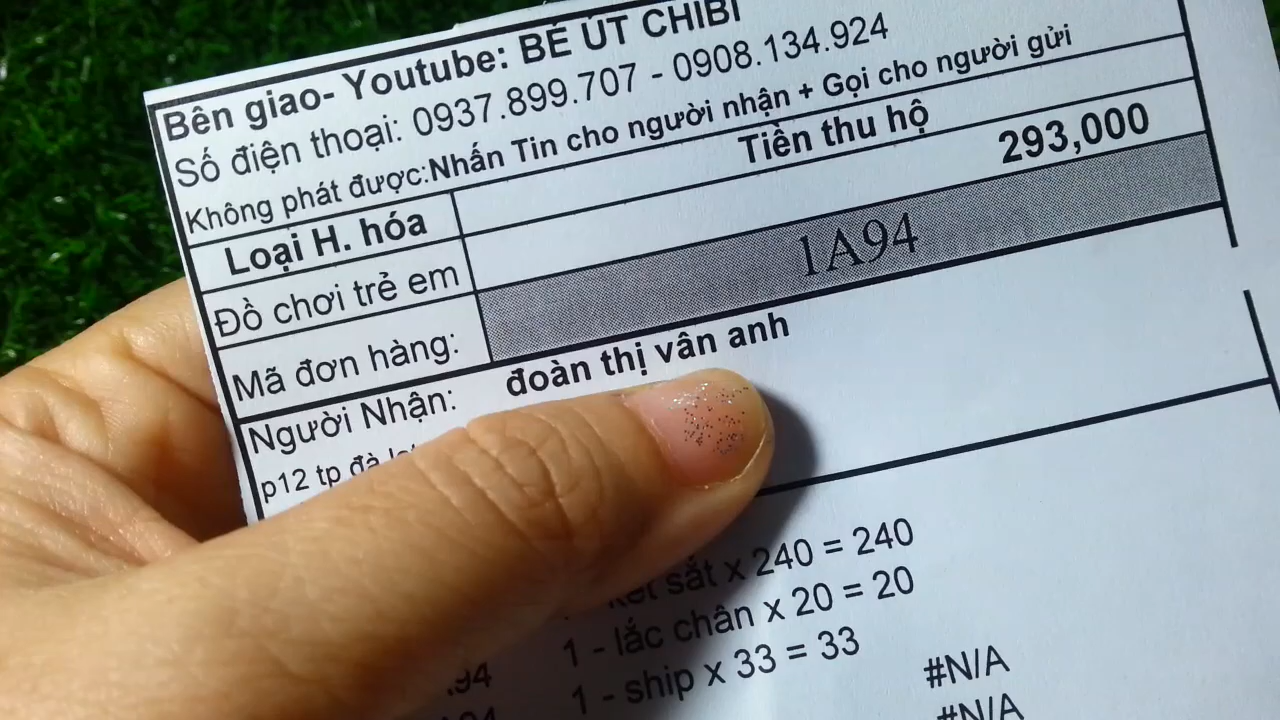 Bên giao- Youtube: BÉ ÚT CHIBI
Số điện thoại: 0937.899.707 - 0908.134.924
Không phát được:Nhấn Tin cho người nhận + Gọi cho người gửi
Loại H. hóa Tiền thu hộ 293,000
Đồ chơi trẻ em
Mã đơn hàng: 1A94
Người Nhận: đoàn thị vân anh
p12 tp đà
két sắt x 240 = 240
1 - lắc chân x 20 = 20
1 - ship x 33 = 33
#N/A
#N/A